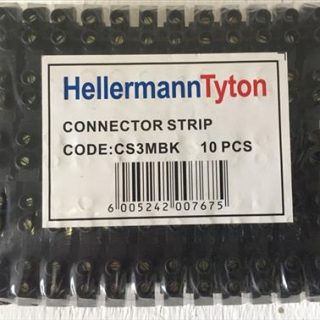 HellermannTyton
CONNECTOR STRIP
CODE:CS3MBK 10 PCS
6 005242 007675